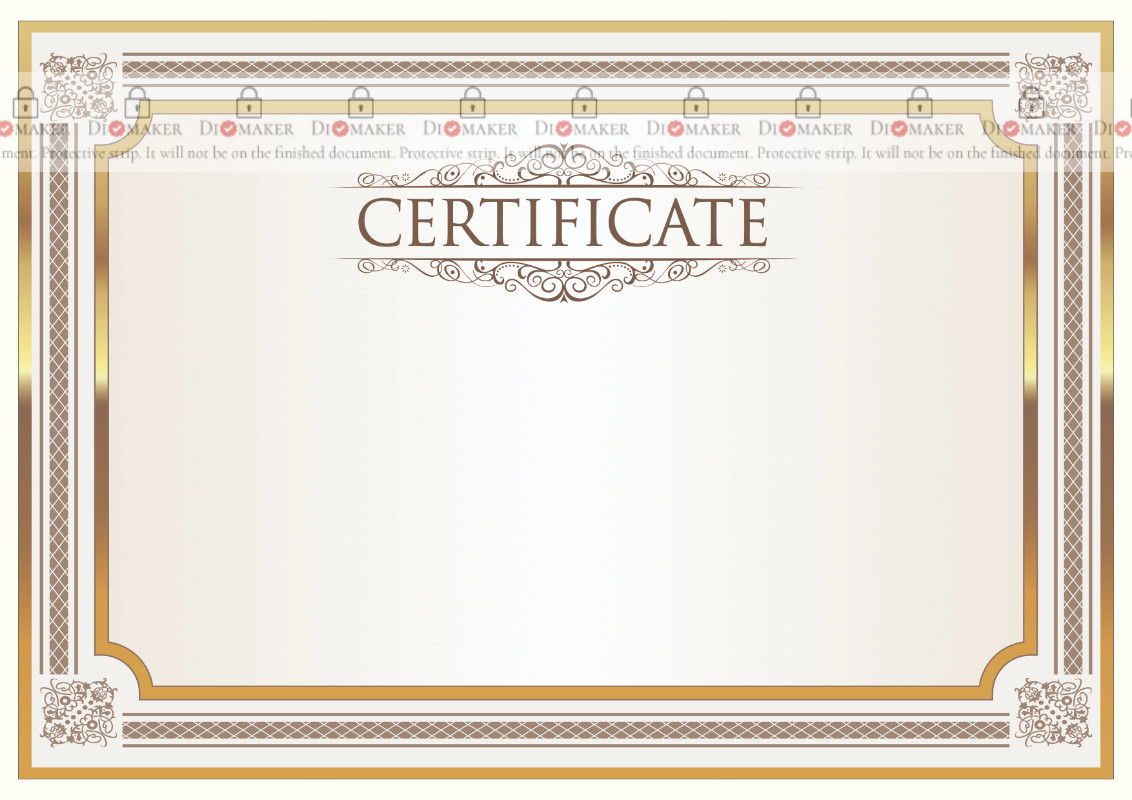 DIMAKER DIMAKER DIMAKER DIMAKER DIMAKER DIMAKER DIMAKER DIMAKER DIMAKER DI
ment. Protective strip. It will not be on the finished document. Protective strip. It will not be on the finished document. Protective strip. It will not be on the finished document. Pro
CERTIFICATE